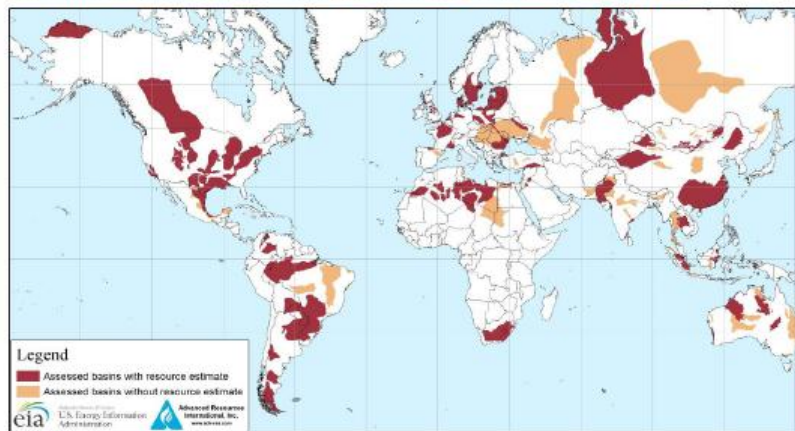 Legend
Assessed basins with resource estimate
Assessed basins without resource estimate
eia
U.S. Energy Information
Administration
Advanced Resources
International, Inc.